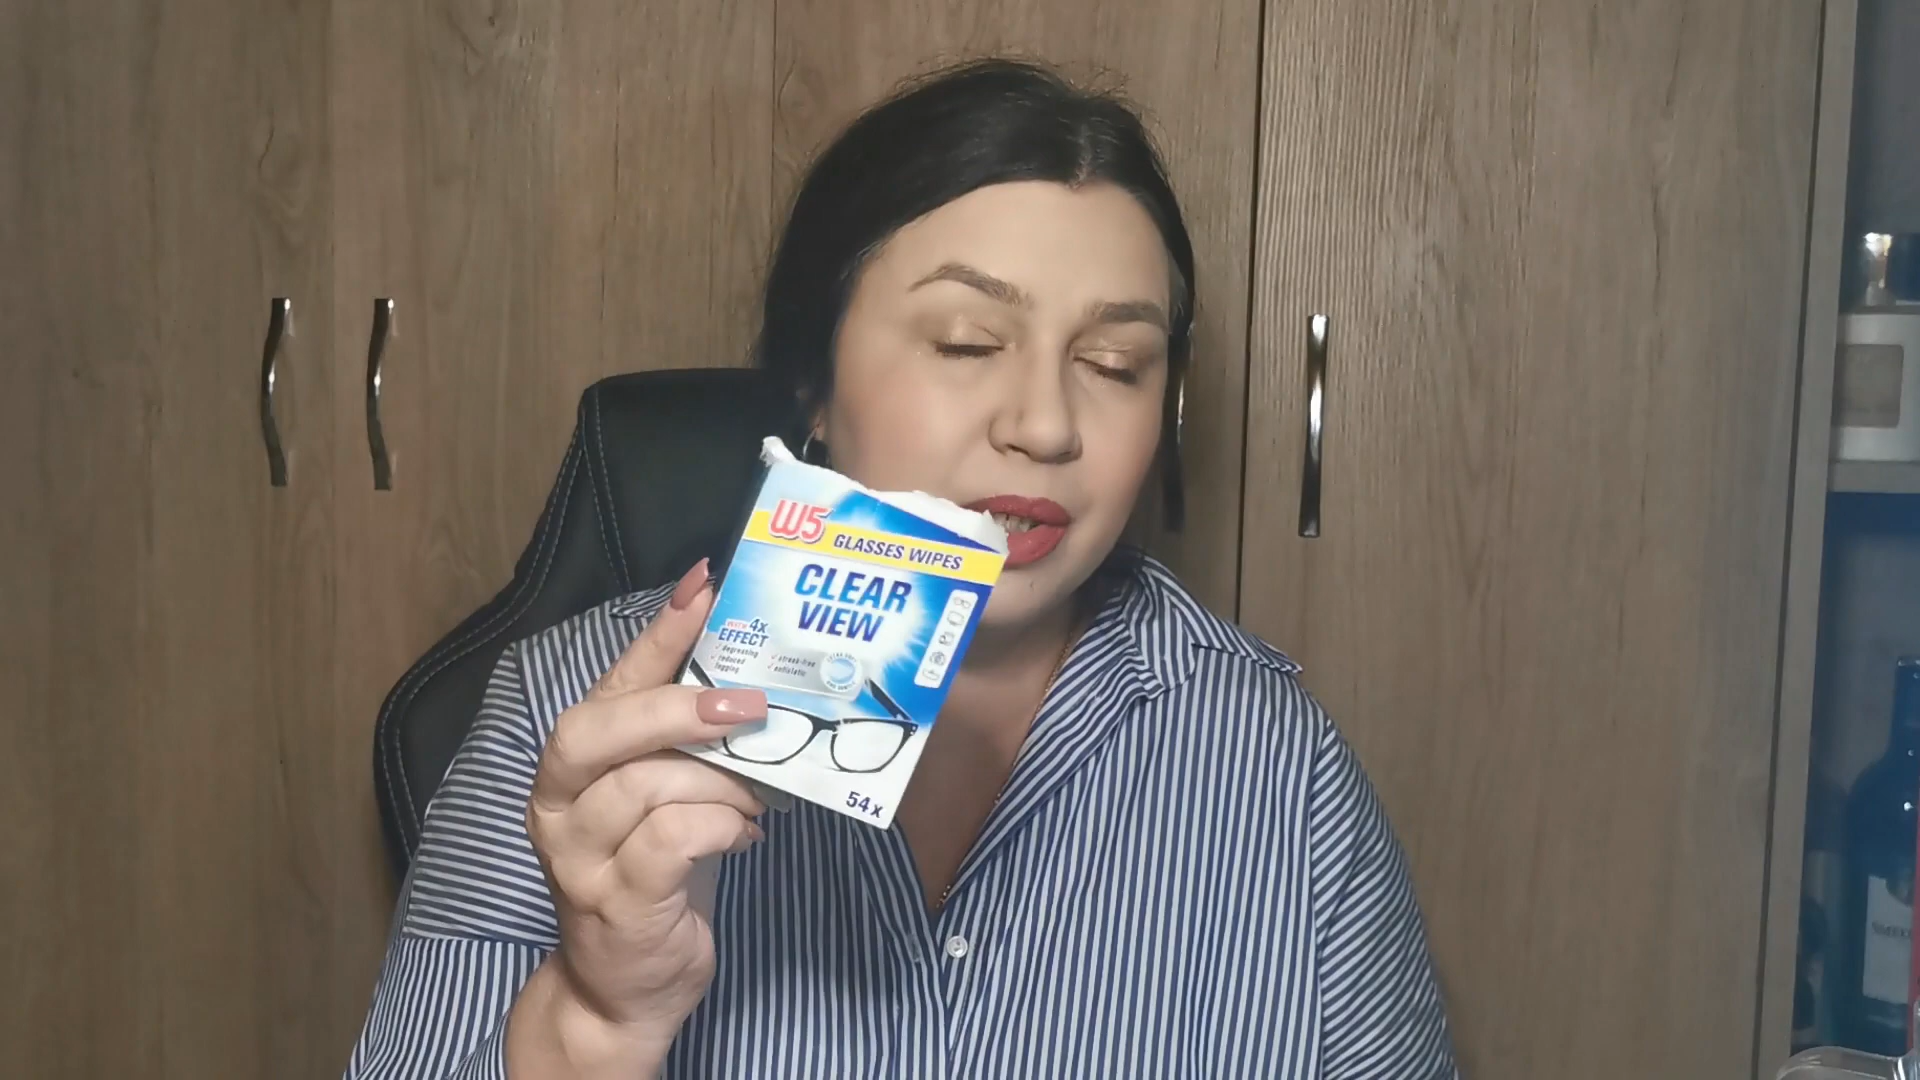 W5
GLASSES WIPES
CLEAR
VIEW
WITH 4x
EFFECT
degreasing
reduced
fogging
streak-free
antistatic
54x